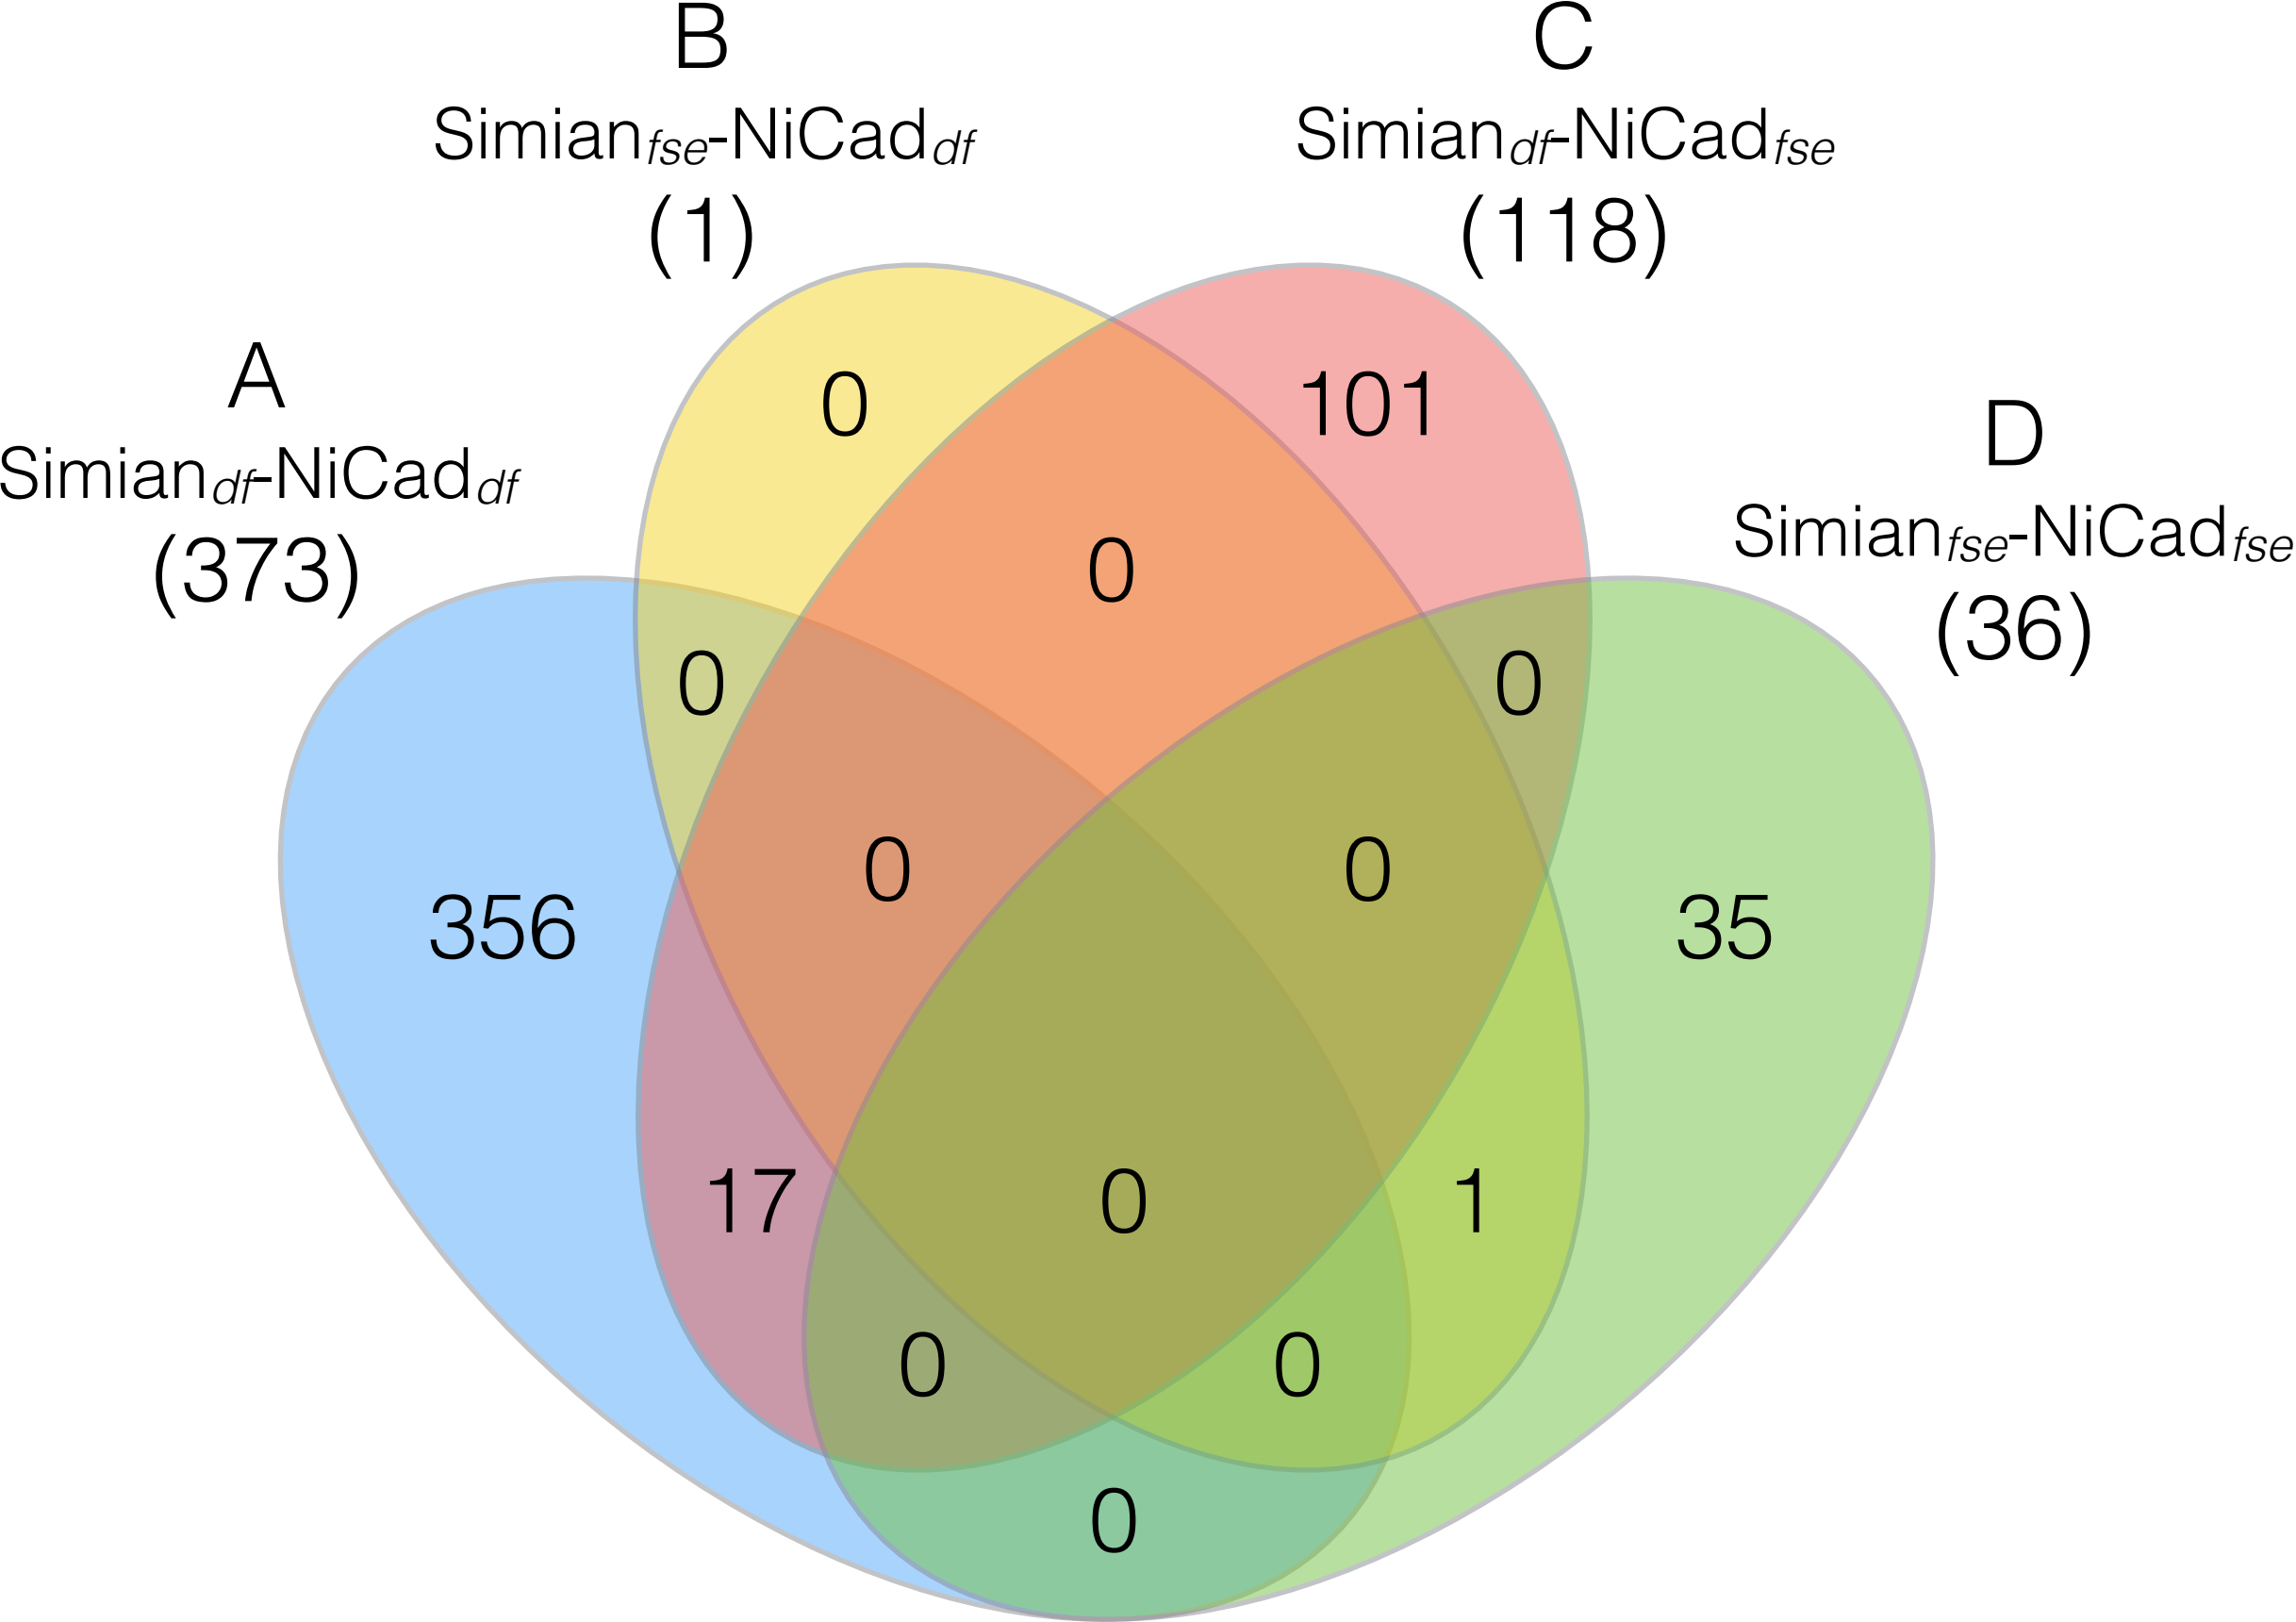 B
Simianfse-NiCaddf
(1)
C
Simiandf-NiCadfse
(118)
A
Simiandf-NiCaddf
(373)
D
Simianfse-NiCadfse
(36)
0
101
0
0
0
0
0
356
35
17
0
1
0
0
0